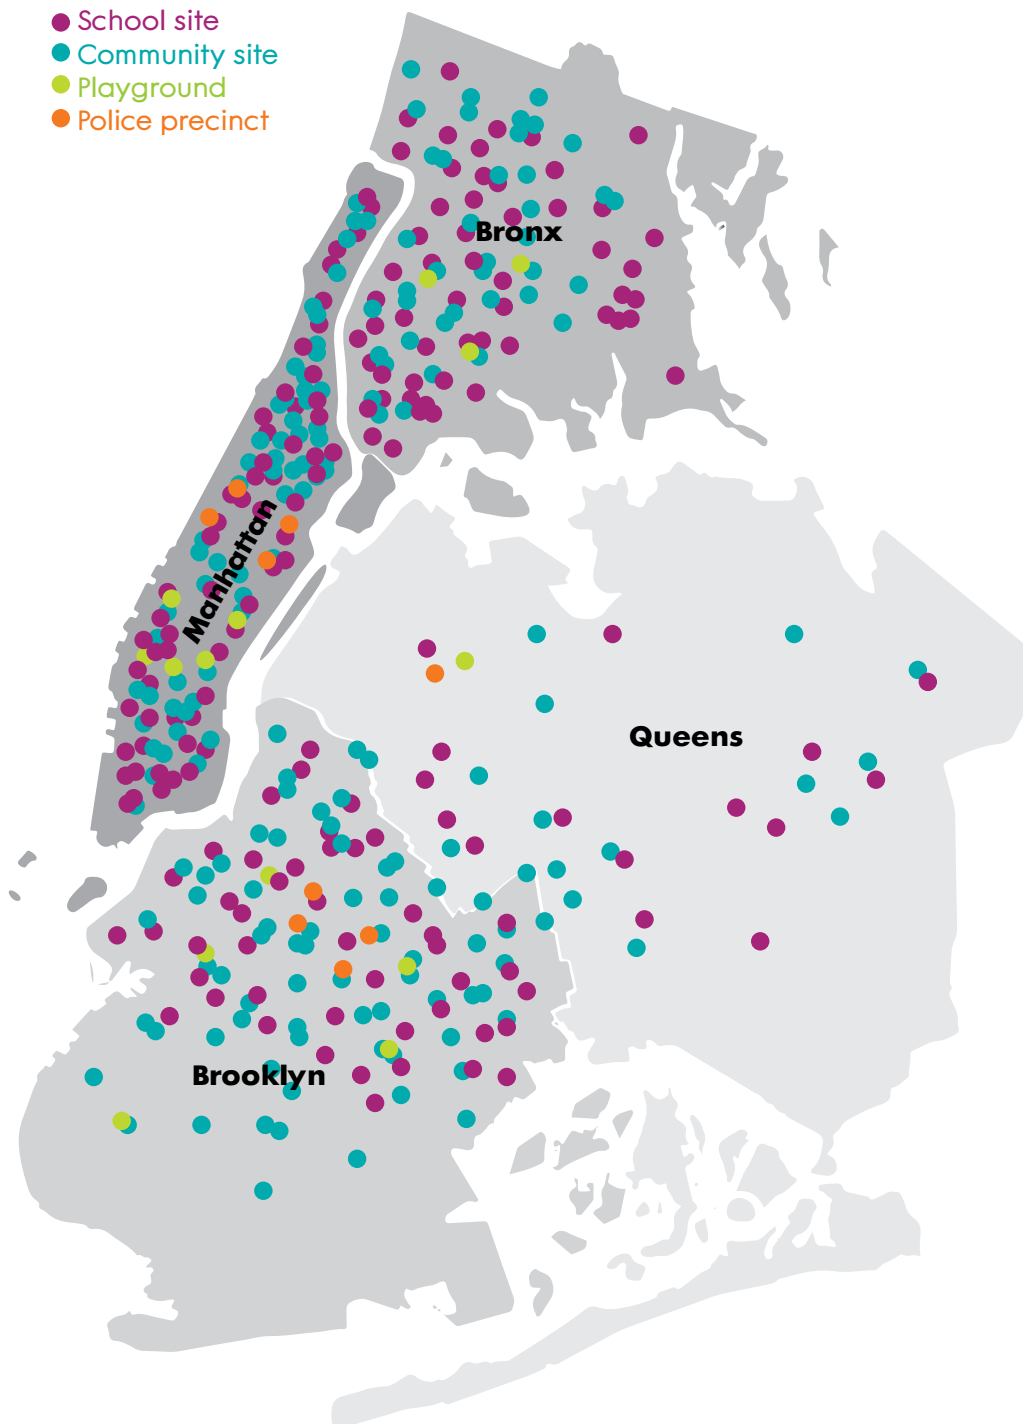 School site
Community site
Playground
Police precinct
Bronx
Manhattan
Queens
Brooklyn